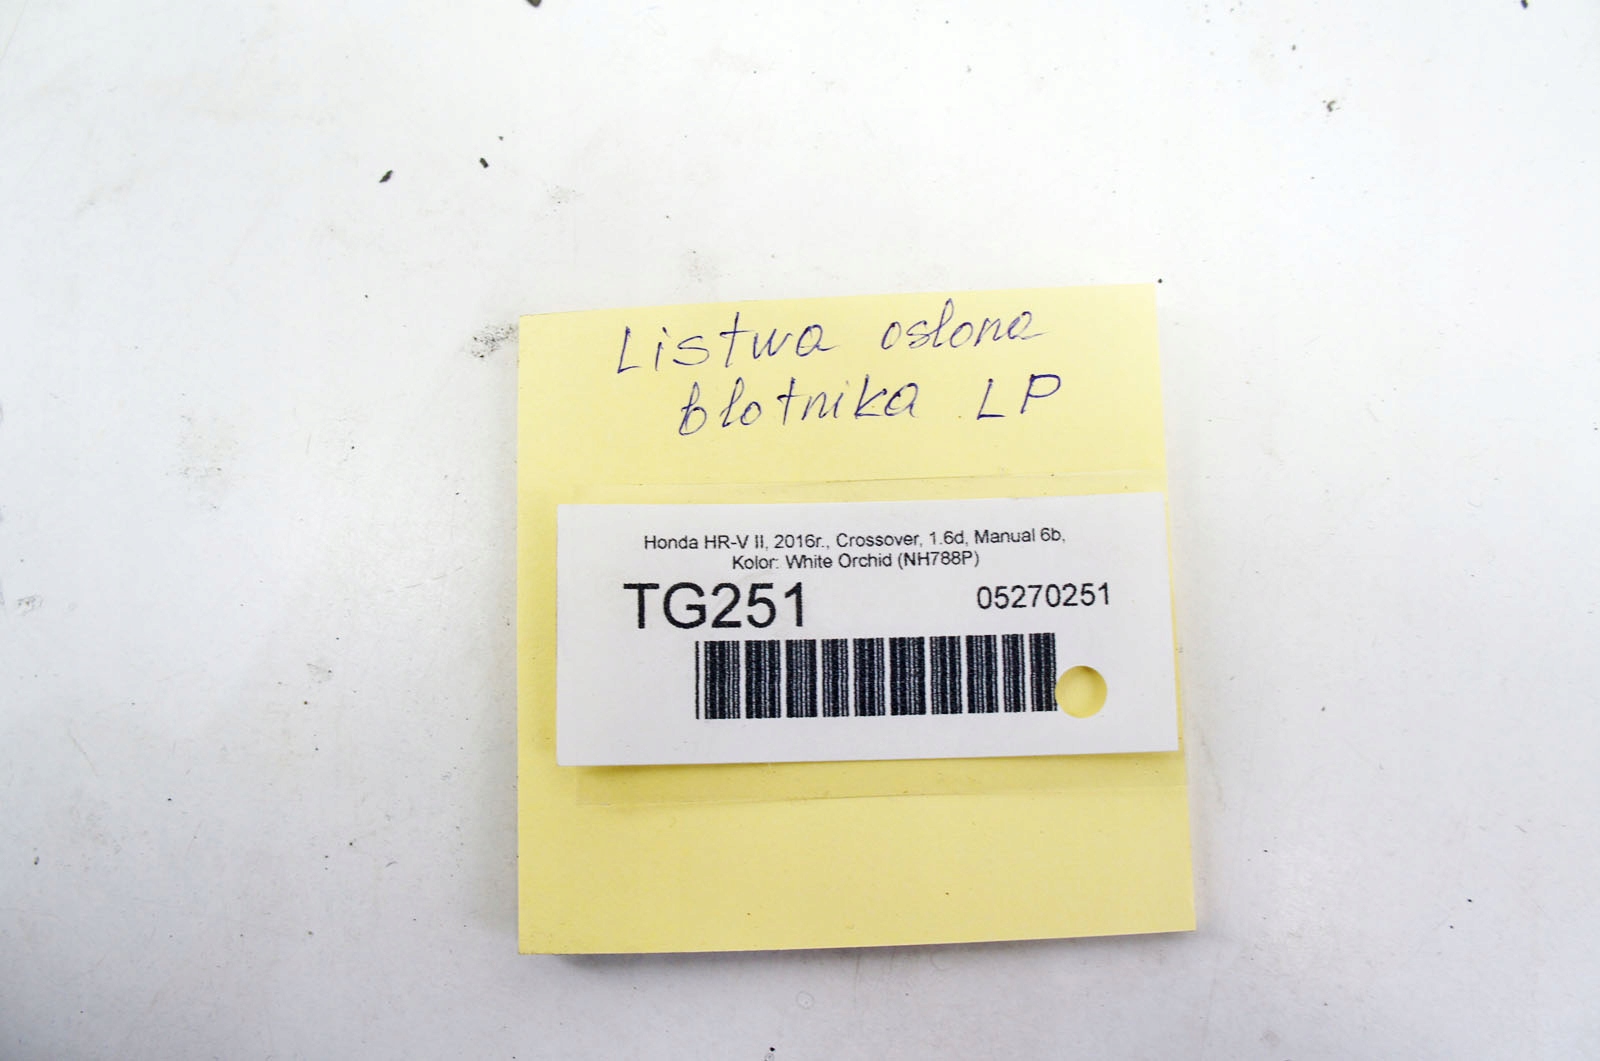 Listwa osłona
błotnika LP
Honda HR-V II, 2016r., Crossover, 1.6d, Manual 6b,
Kolor: White Orchid (NH788P)
TG251 05270251